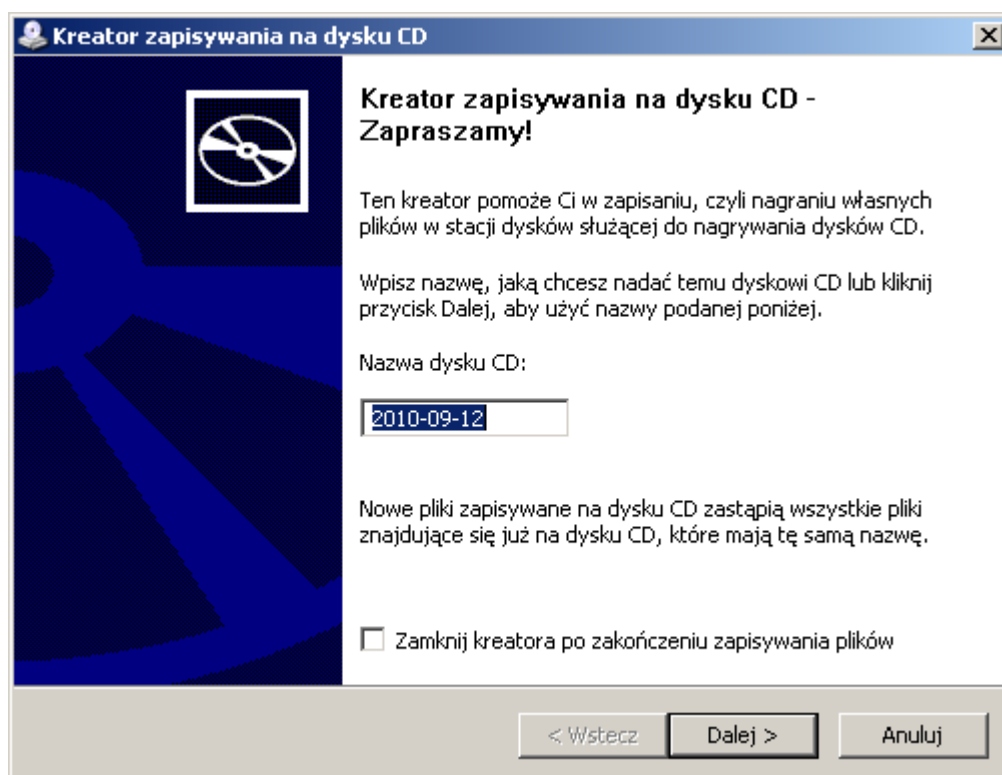 Kreator zapisywania na dysku CD
Kreator zapisywania na dysku CD -
Zapraszamy!
Ten kreator pomoże Ci w zapisaniu, czyli nagraniu własnych
plików w stacji dysków służącej do nagrywania dysków CD.
Wpisz nazwę, jaką chcesz nadać temu dyskowi CD lub kliknij
przycisk Dalej, aby użyć nazwy podanej poniżej.
Nazwa dysku CD:
2010-09-12
Nowe pliki zapisywane na dysku CD zastąpią wszystkie pliki
znajdujące się już na dysku CD, które mają tę samą nazwę.
Zamknij kreatora po zakończeniu zapisywania plików
< Wstecz Dalej > Anuluj